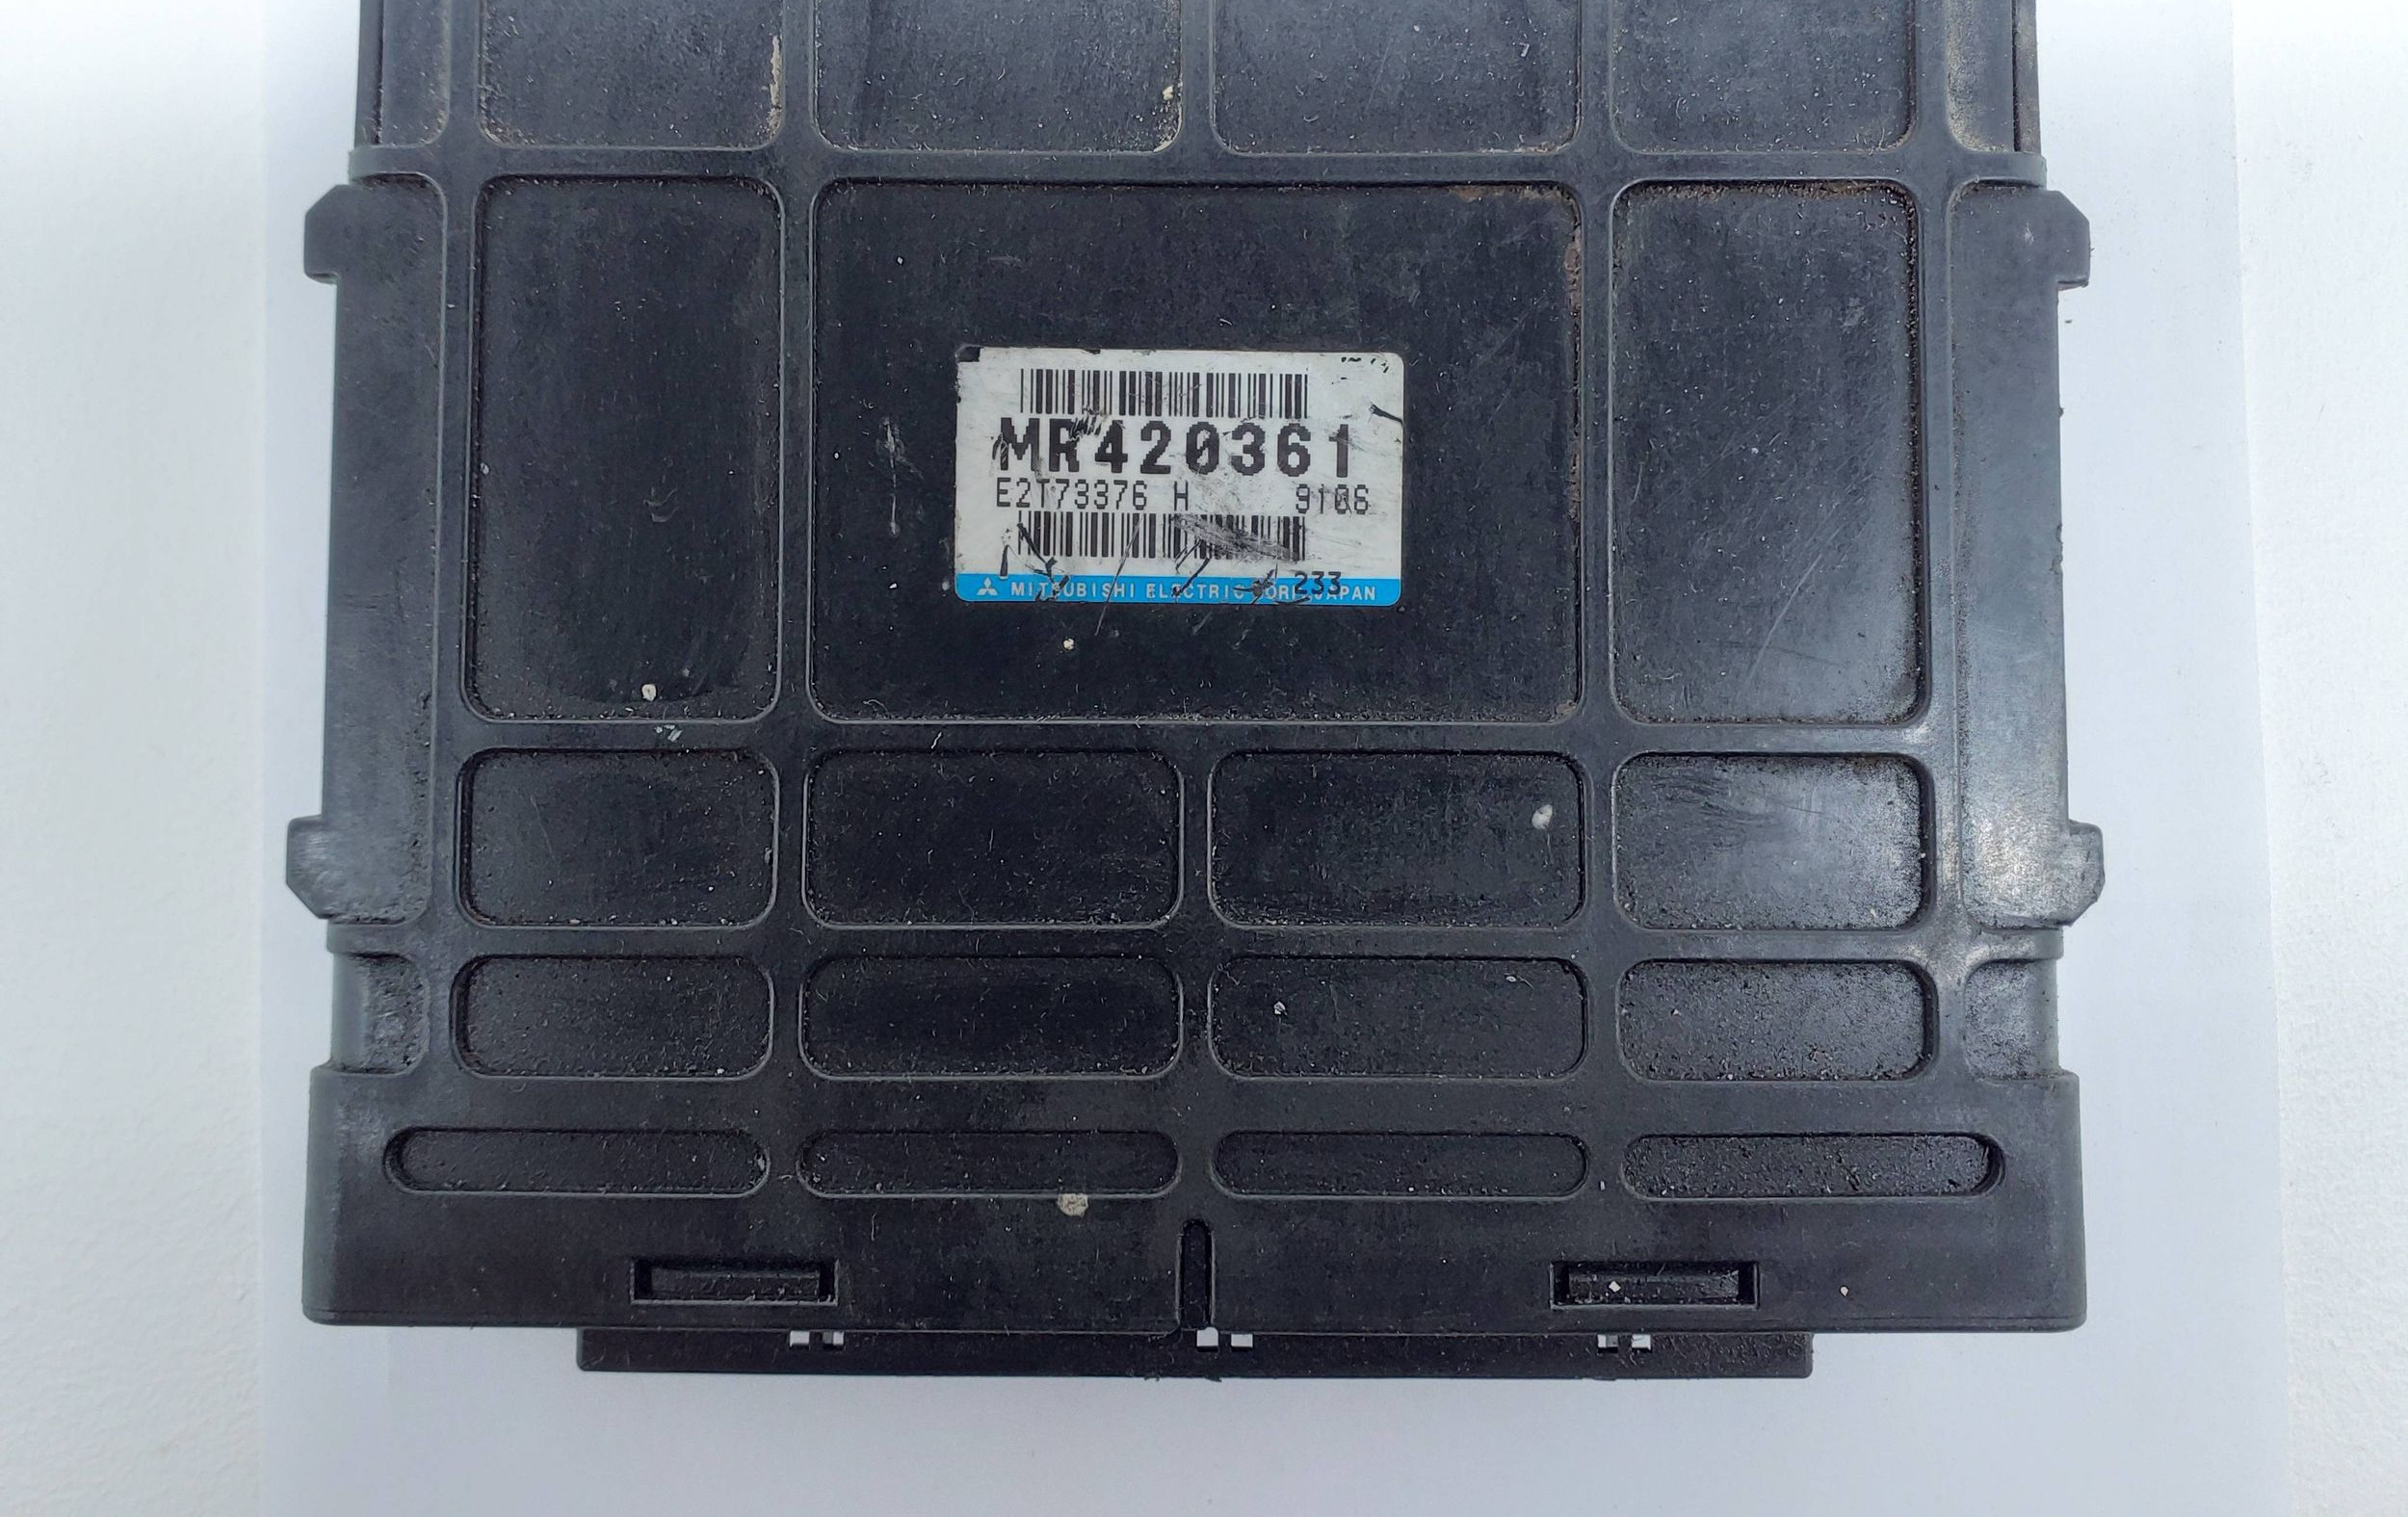 MR420361
E2T73376 H 9106
233
MITSUBISHI ELECTRIC CORP. JAPAN